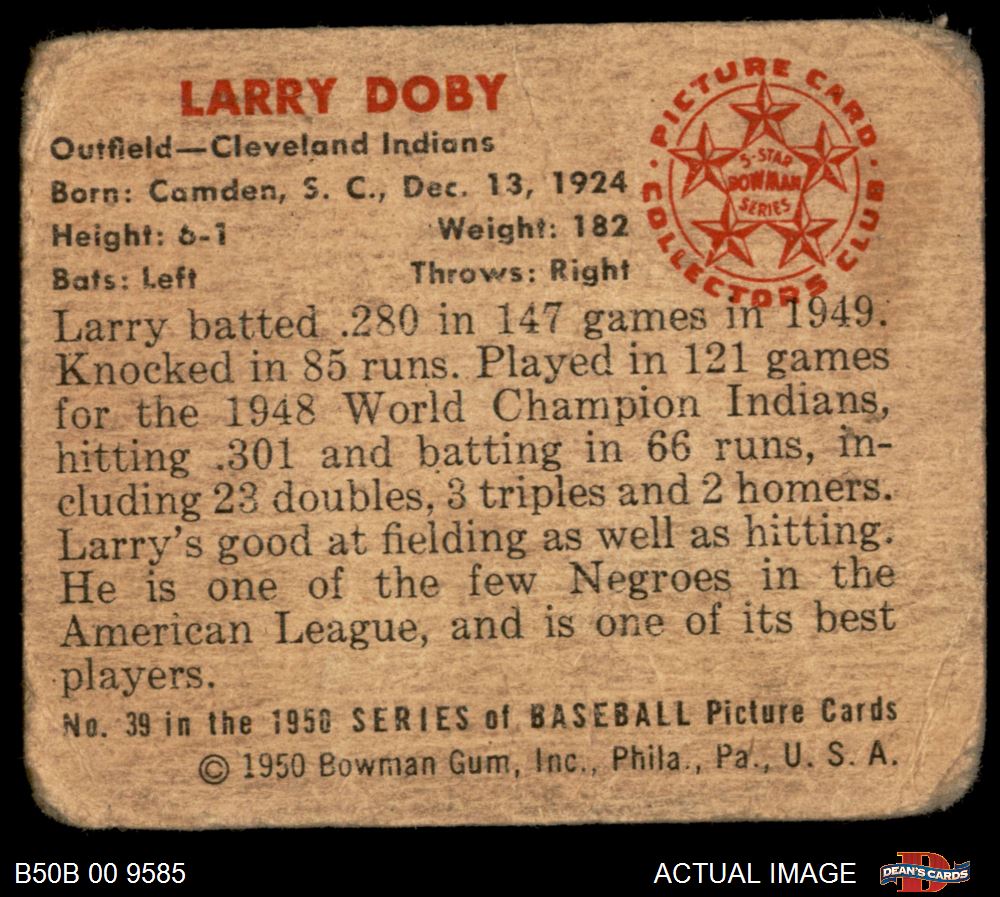 LARRY DOBY
Outfield—Cleveland Indians
Born: Camden, S. C., Dec. 13, 1924
Height: 6-1 Weight: 182
Bats: Left Throws: Right
PICTURE CARD COLLECTORS CLUB
5-STAR
BOWMAN
SERIES
Larry batted .280 in 147 games in 1949.
Knocked in 85 runs. Played in 121 games
for the 1948 World Champion Indians,
hitting .301 and batting in 66 runs, in-
cluding 23 doubles, 3 triples and 2 homers.
Larry's good at fielding as well as hitting.
He is one of the few Negroes in the
American League, and is one of its best
players.
No. 39 in the 1950 SERIES of BASEBALL Picture Cards
© 1950 Bowman Gum, Inc., Phila., Pa., U. S. A.
B50B 00 9585 ACTUAL IMAGE DEAN'S CARDS